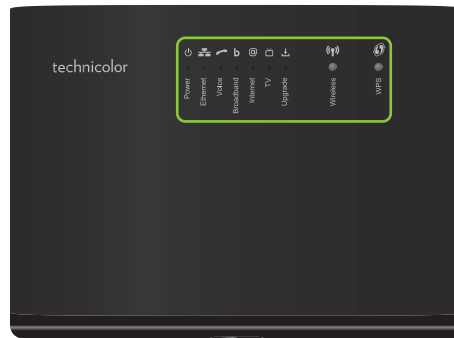 technicolor
Power
Ethernet
Voice
Broadband
Internet
TV
Upgrade
Wireless
WPS